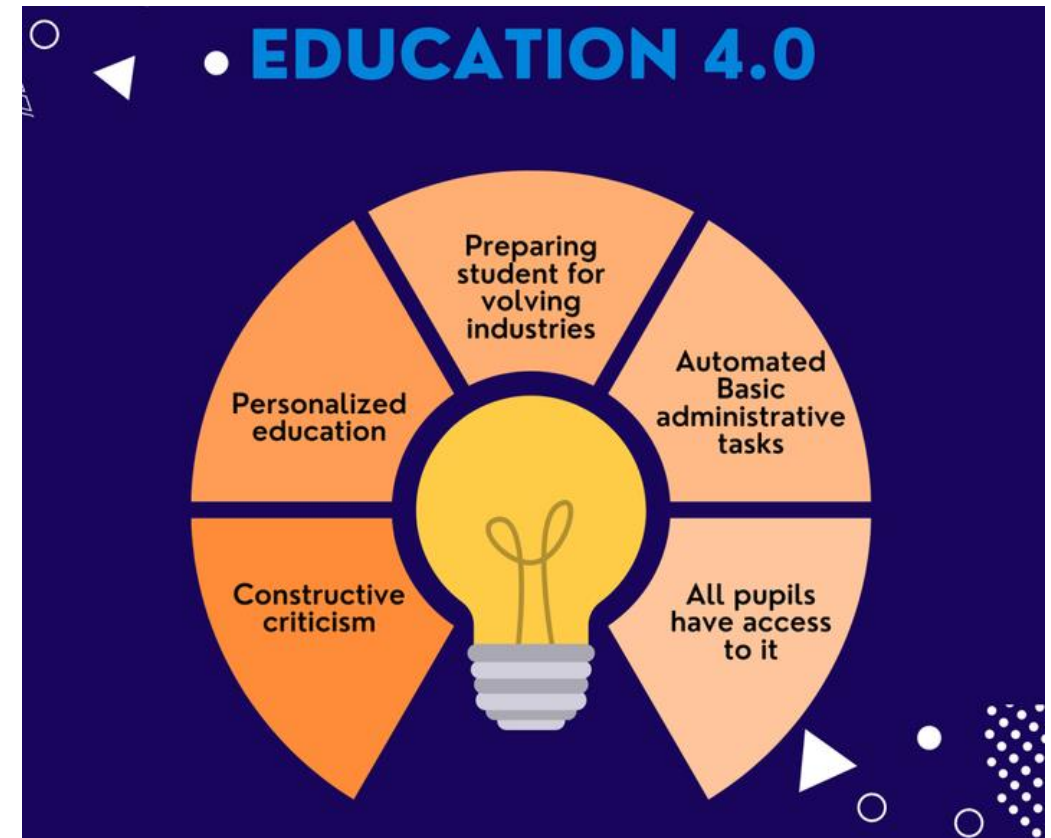 EDUCATION 4.0
Constructive
criticism
Personalized
education
Preparing
student for
volving
industries
Automated
Basic
administrative
tasks
All pupils
have access
to it